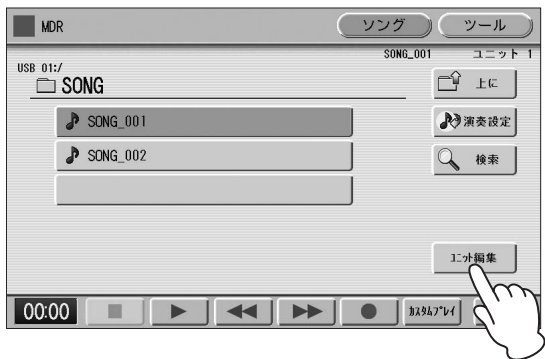 MDR
ソング
ツール
SONG_001 ユニット 1
USB 01:/
SONG
上に
SONG_001
演奏設定
SONG_002
検索
ﾕﾆｯﾄ編集
00:00
ｶｽﾀﾑﾌﾟﾚｲ